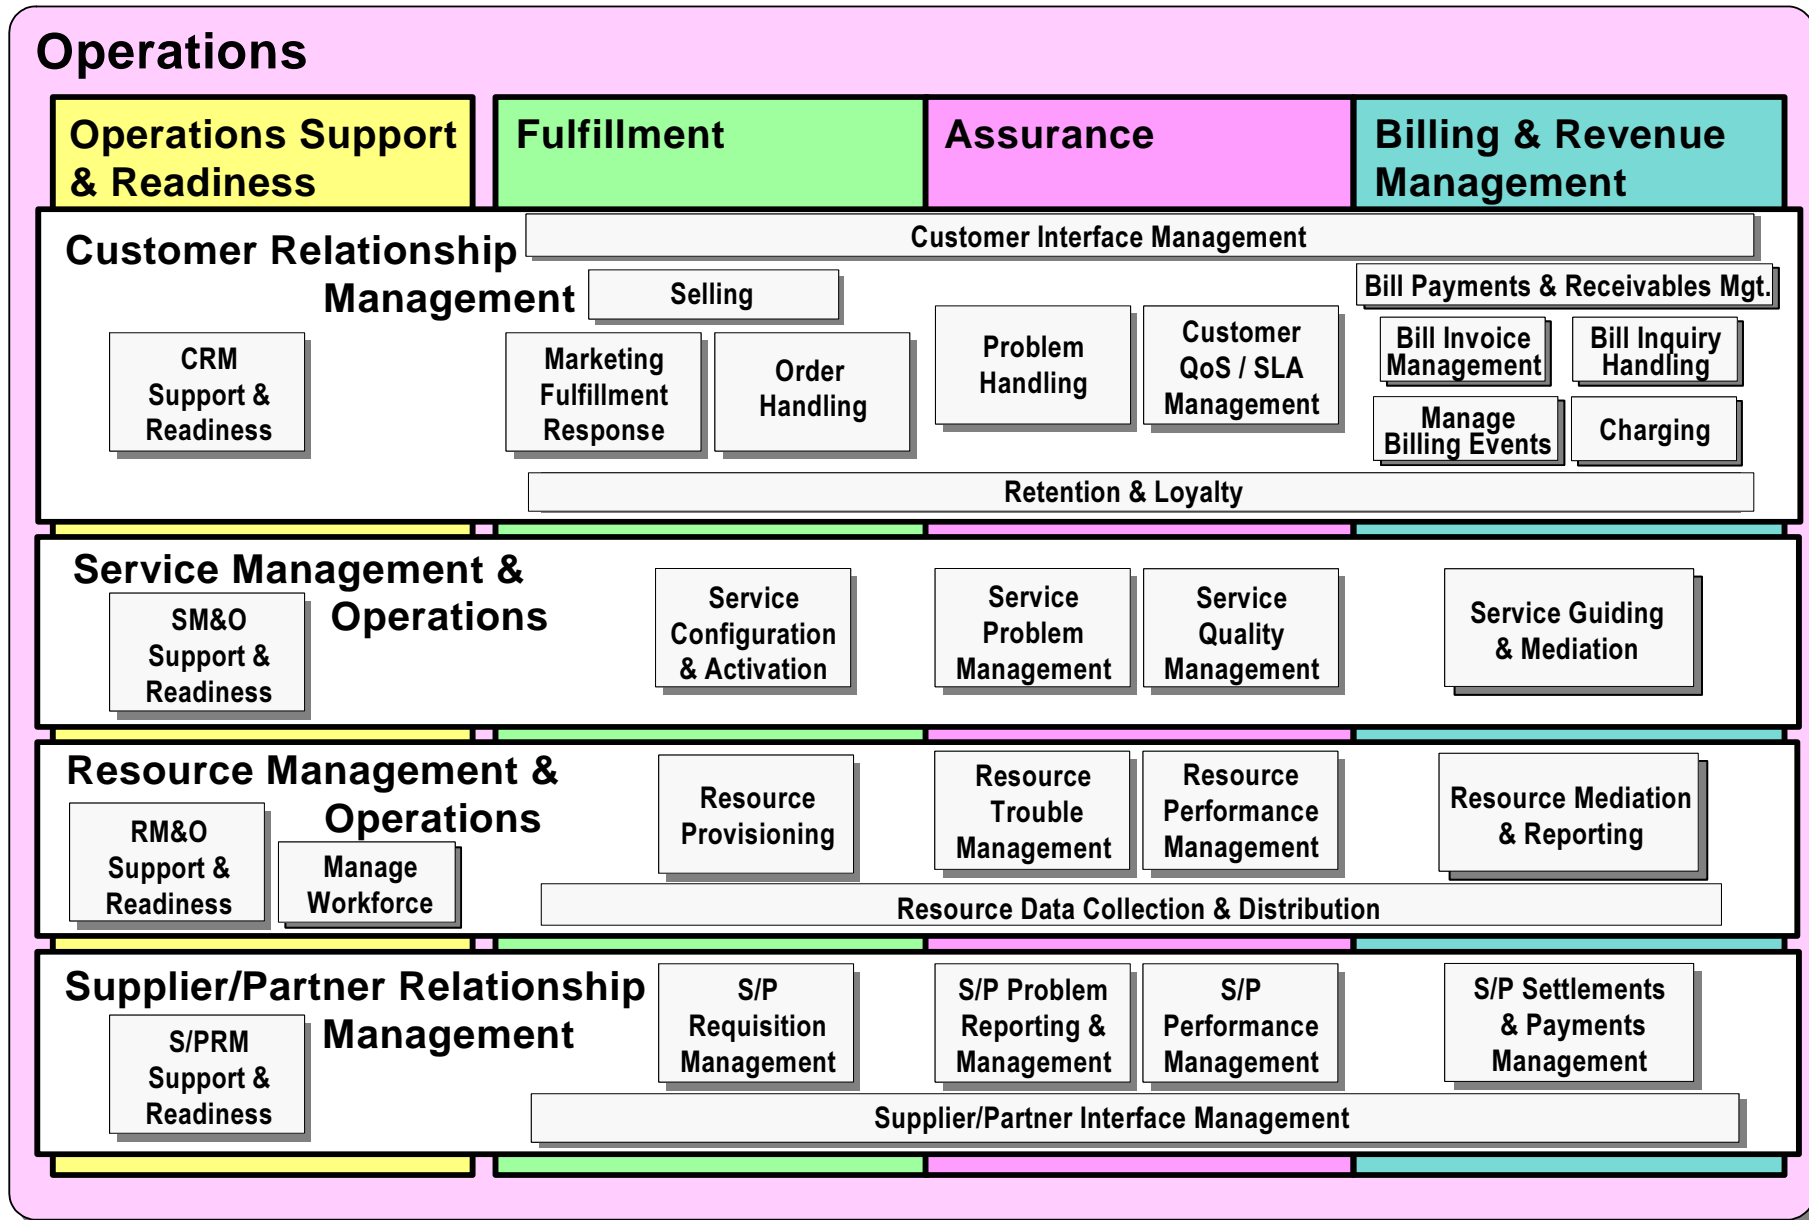 Operations
Operations Support
& Readiness
Fulfillment
Assurance
Billing & Revenue
Management
Customer Relationship
Management
Customer Interface Management
Selling
Bill Payments & Receivables Mgt.
CRM
Support &
Readiness
Marketing
Fulfillment
Response
Order
Handling
Problem
Handling
Customer
QoS / SLA
Management
Bill Invoice
Management
Bill Inquiry
Handling
Manage
Billing Events
Charging
Retention & Loyalty
Service Management &
Operations
SM&O
Support &
Readiness
Service
Configuration
& Activation
Service
Problem
Management
Service
Quality
Management
Service Guiding
& Mediation
Resource Management &
Operations
RM&O
Support &
Readiness
Manage
Workforce
Resource
Provisioning
Resource
Trouble
Management
Resource
Performance
Management
Resource Mediation
& Reporting
Resource Data Collection & Distribution
Supplier/Partner Relationship
Management
S/PRM
Support &
Readiness
S/P
Requisition
Management
S/P Problem
Reporting &
Management
S/P
Performance
Management
S/P Settlements
& Payments
Management
Supplier/Partner Interface Management